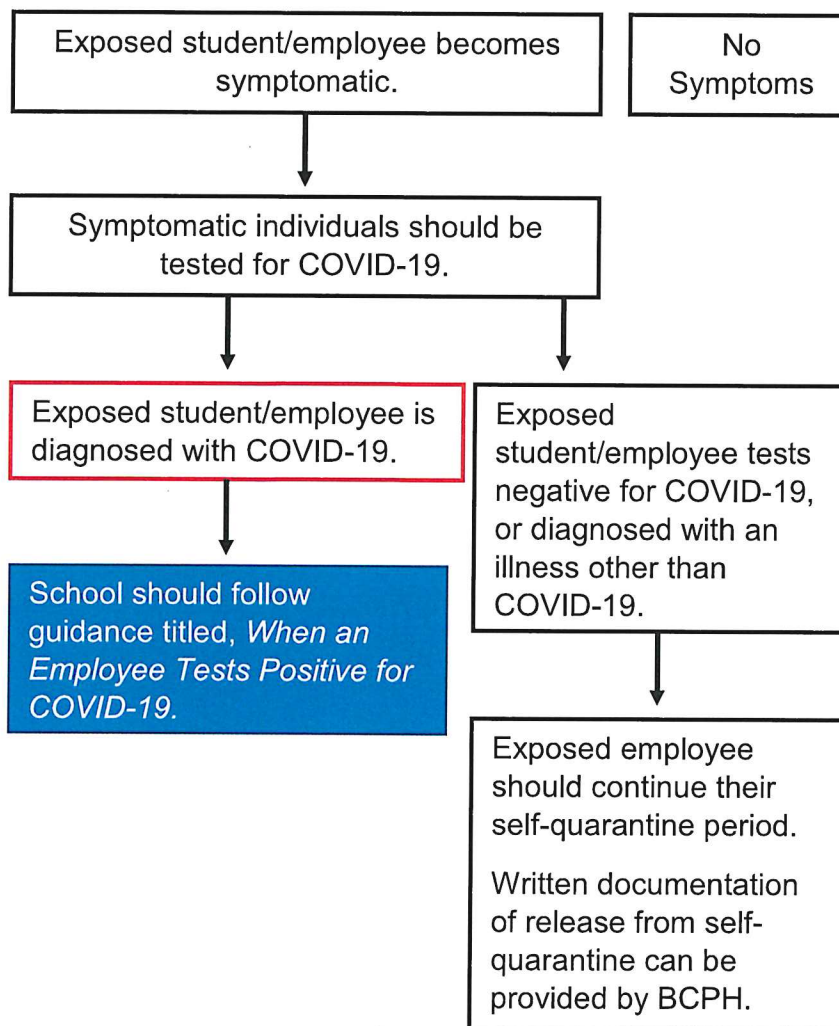 Exposed student/employee becomes
symptomatic.
No
Symptoms
Symptomatic individuals should be
tested for COVID-19.
Exposed student/employee is
diagnosed with COVID-19.
Exposed
student/employee tests
negative for COVID-19,
or diagnosed with an
illness other than
COVID-19.
School should follow
guidance titled, When an
Employee Tests Positive for
COVID-19.
Exposed employee
should continue their
self-quarantine period.
Written documentation
of release from self-
quarantine can be
provided by BCPH.